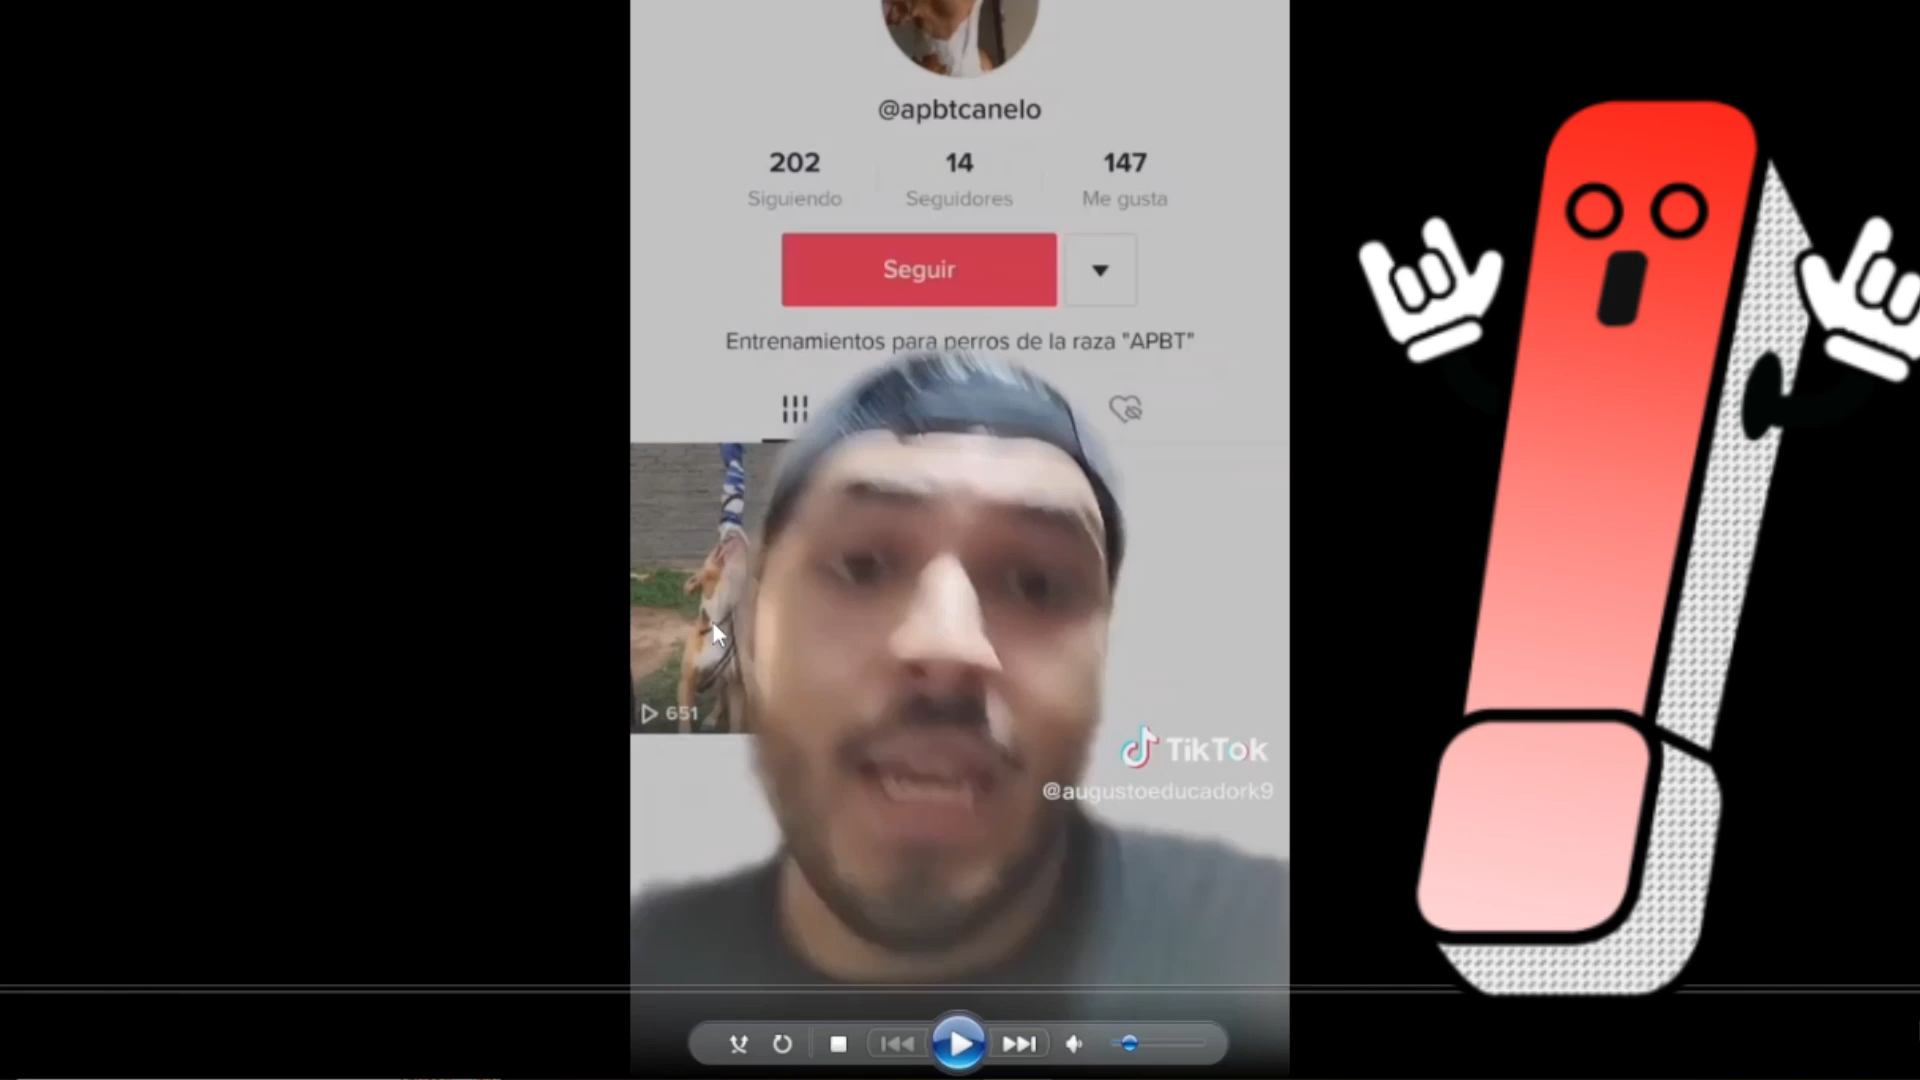 @apbtcanelo
202 14 147
Siguiendo Seguidores Me gusta
Seguir
Entrenamientos para perros de la raza "APBT"
651
TikTok
@augustoeducadork9